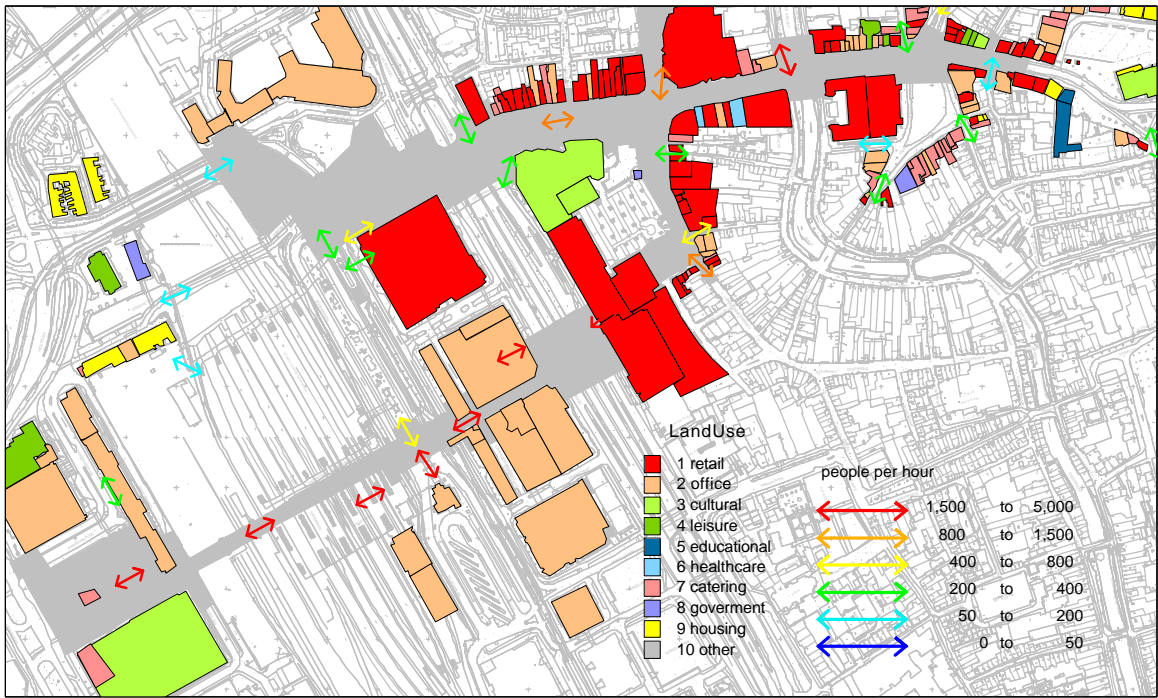 LandUse
1 retail
2 office
3 cultural
4 leisure
5 educational
6 healthcare
7 catering
8 goverment
9 housing
10 other
people per hour
1,500 to 5,000
800 to 1,500
400 to 800
200 to 400
50 to 200
0 to 50